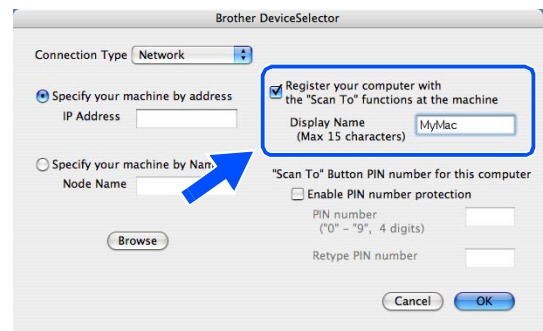 Brother DeviceSelector
Connection Type Network
Specify your machine by address
IP Address
Specify your machine by Nam
Node Name
Browse
Register your computer with
the "Scan To" functions at the machine
Display Name MyMac
(Max 15 characters)
"Scan To" Button PIN number for this computer
Enable PIN number protection
PIN number
("0" – "9", 4 digits)
Retype PIN number
Cancel OK